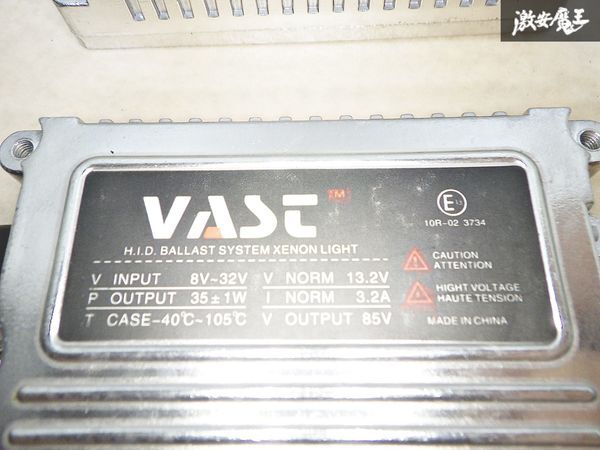 激安魔王
VAST TM
H.I.D. BALLAST SYSTEM XENON LIGHT
V INPUT 8V~32V V NORM 13.2V
P OUTPUT 35±1W I NORM 3.2A
T CASE-40℃~105℃ V OUTPUT 85V
E13
10R-02 3734
CAUTION
ATTENTION
HIGHT VOLTAGE
HAUTE TENSION
MADE IN CHINA